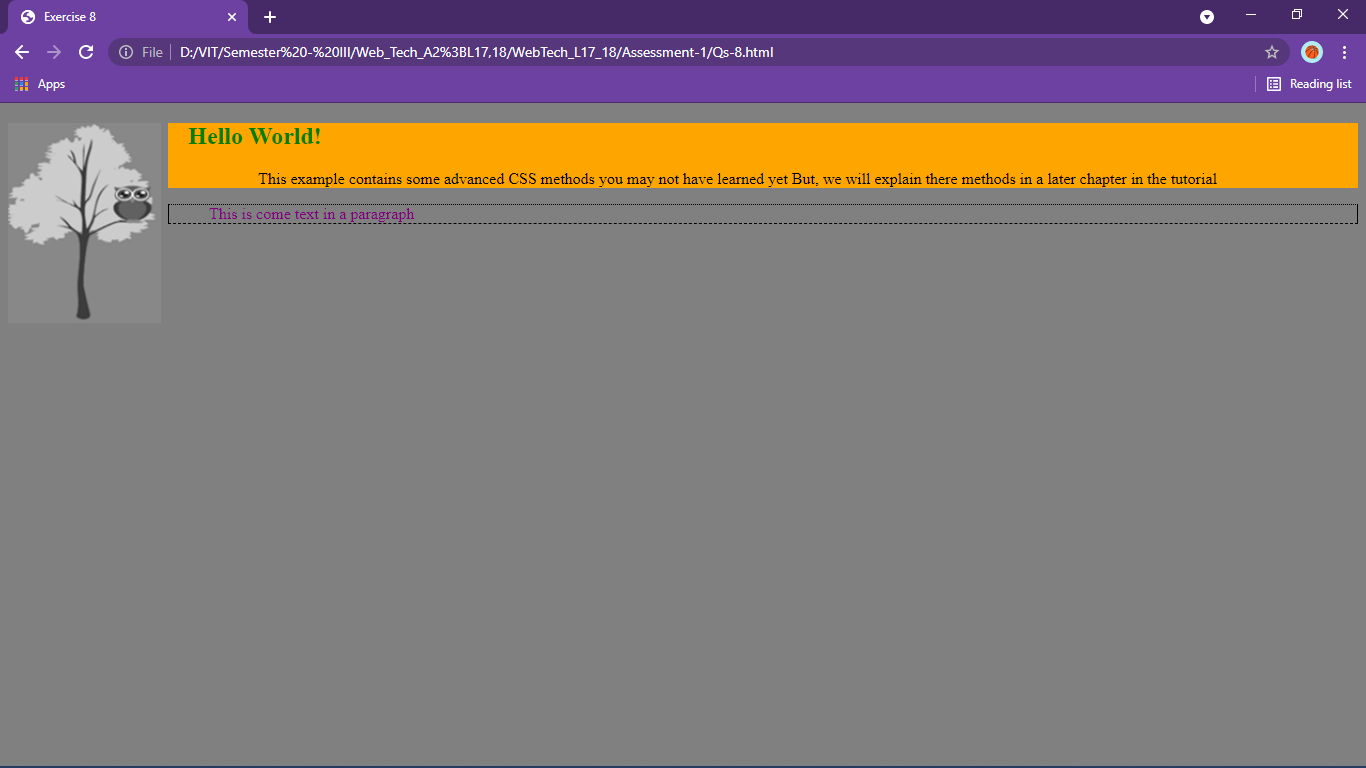 Exercise 8
File
D:/VIT/Semester%20-%20III/Web_Tech_A2%3BL17,18/WebTech_L17_18/Assessment-1/Qs-8.html
Apps
Reading list
Hello World!
This example contains some advanced CSS methods you may not have learned yet But, we will explain there methods in a later chapter in the tutorial
This is come text in a paragraph